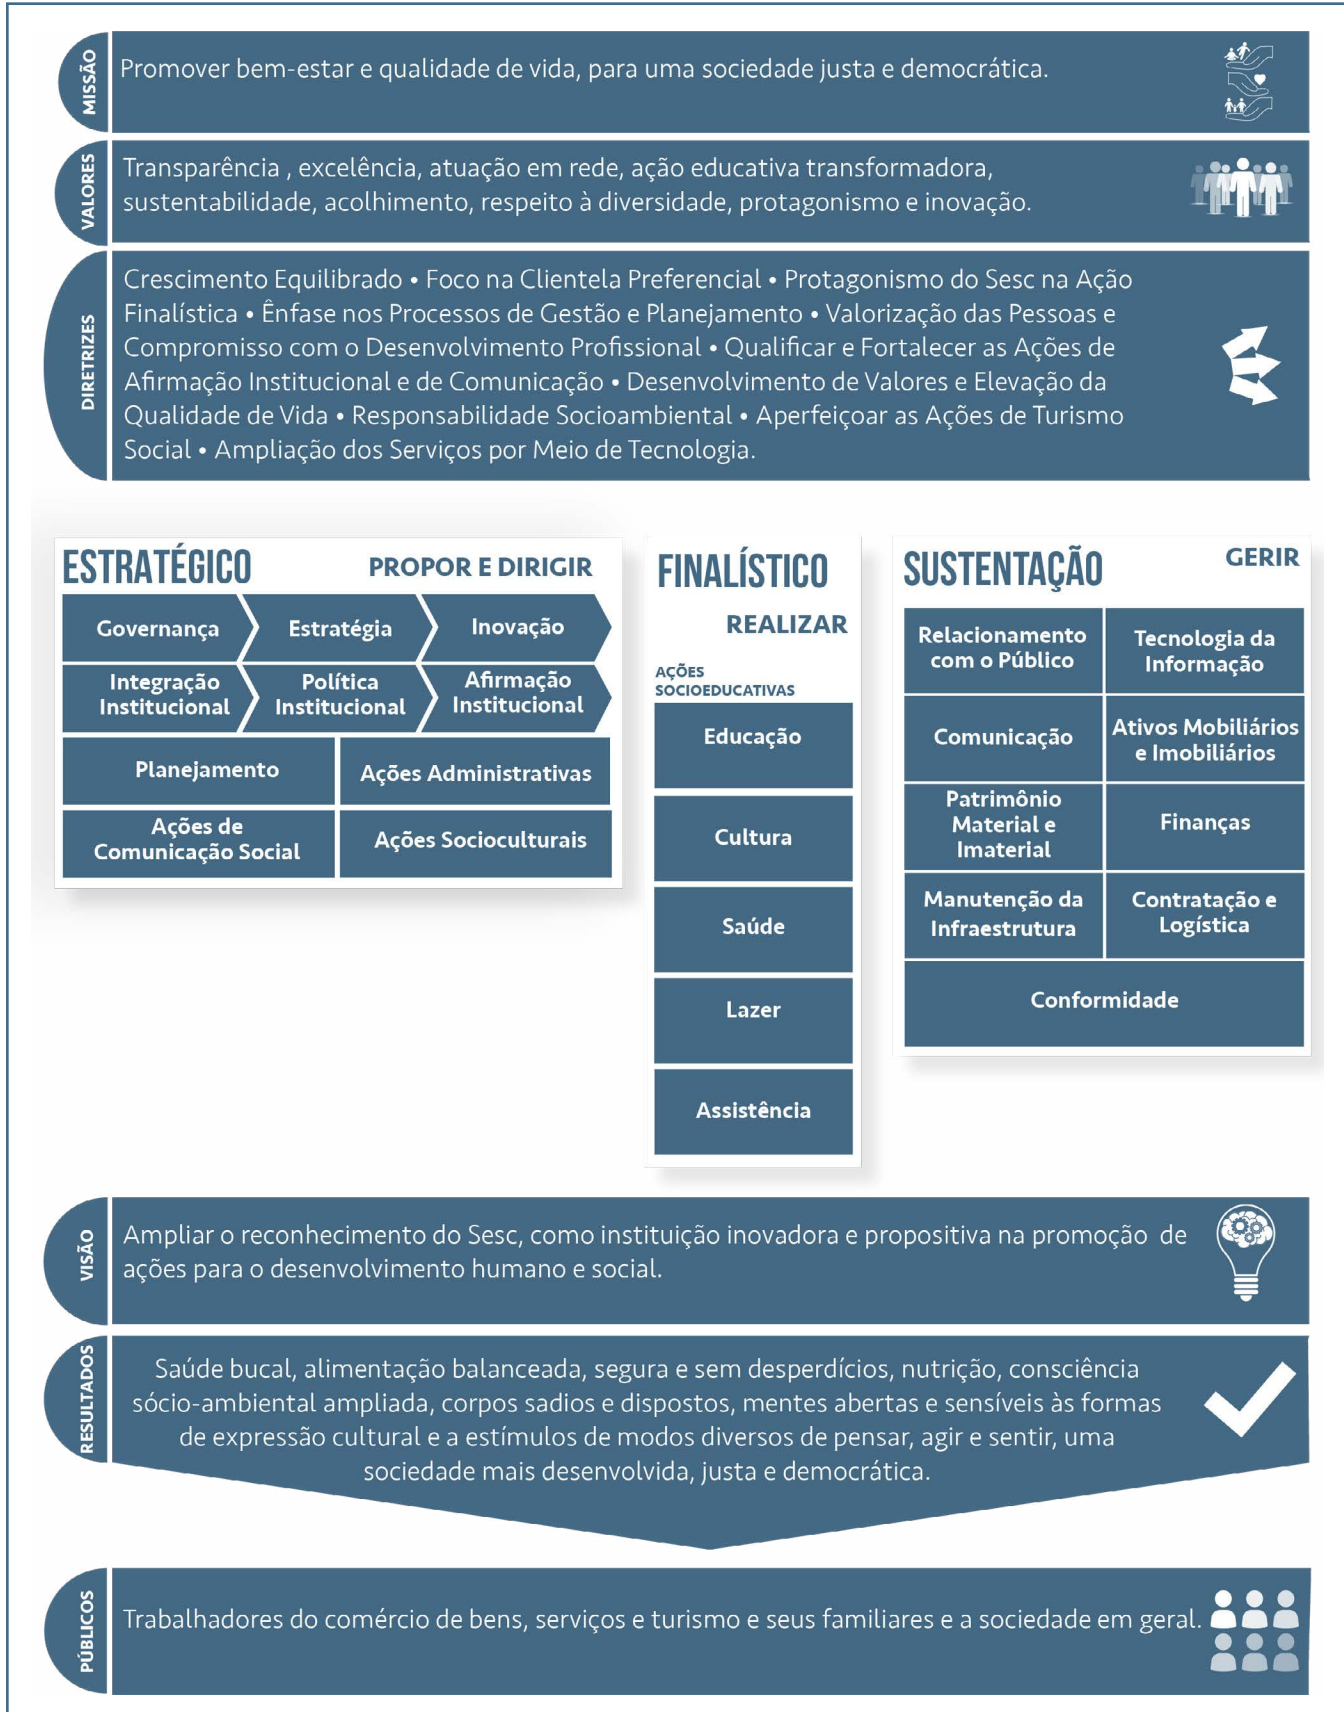 MISSÃO
Promover bem-estar e qualidade de vida, para uma sociedade justa e democrática.
VALORES
Transparência , excelência, atuação em rede, ação educativa transformadora,
sustentabilidade, acolhimento, respeito à diversidade, protagonismo e inovação.
DIRETRIZES
Crescimento Equilibrado • Foco na Clientela Preferencial • Protagonismo do Sesc na Ação
Finalística • Ênfase nos Processos de Gestão e Planejamento • Valorização das Pessoas e
Compromisso com o Desenvolvimento Profissional • Qualificar e Fortalecer as Ações de
Afirmação Institucional e de Comunicação • Desenvolvimento de Valores e Elevação da
Qualidade de Vida • Responsabilidade Socioambiental • Aperfeiçoar as Ações de Turismo
Social • Ampliação dos Serviços por Meio de Tecnologia.
ESTRATÉGICO
PROPOR E DIRIGIR
Governança
Estratégia
Inovação
Integração
Institucional
Política
Institucional
Afirmação
Institucional
Planejamento
Ações Administrativas
Ações de
Comunicação Social
Ações Socioculturais
FINALÍSTICO
REALIZAR
AÇÕES
SOCIOEDUCATIVAS
Educação
Cultura
Saúde
Lazer
Assistência
SUSTENTAÇÃO
GERIR
Relacionamento
com o Público
Tecnologia da
Informação
Comunicação
Ativos Mobiliários
e Imobiliários
Patrimônio
Material e
Imaterial
Finanças
Manutenção da
Infraestrutura
Contratação e
Logística
Conformidade
VISÃO
Ampliar o reconhecimento do Sesc, como instituição inovadora e propositiva na promoção de
ações para o desenvolvimento humano e social.
RESULTADOS
Saúde bucal, alimentação balanceada, segura e sem desperdícios, nutrição, consciência
sócio-ambiental ampliada, corpos sadios e dispostos, mentes abertas e sensíveis às formas
de expressão cultural e a estímulos de modos diversos de pensar, agir e sentir, uma
sociedade mais desenvolvida, justa e democrática.
PÚBLICOS
Trabalhadores do comércio de bens, serviços e turismo e seus familiares e a sociedade em geral.